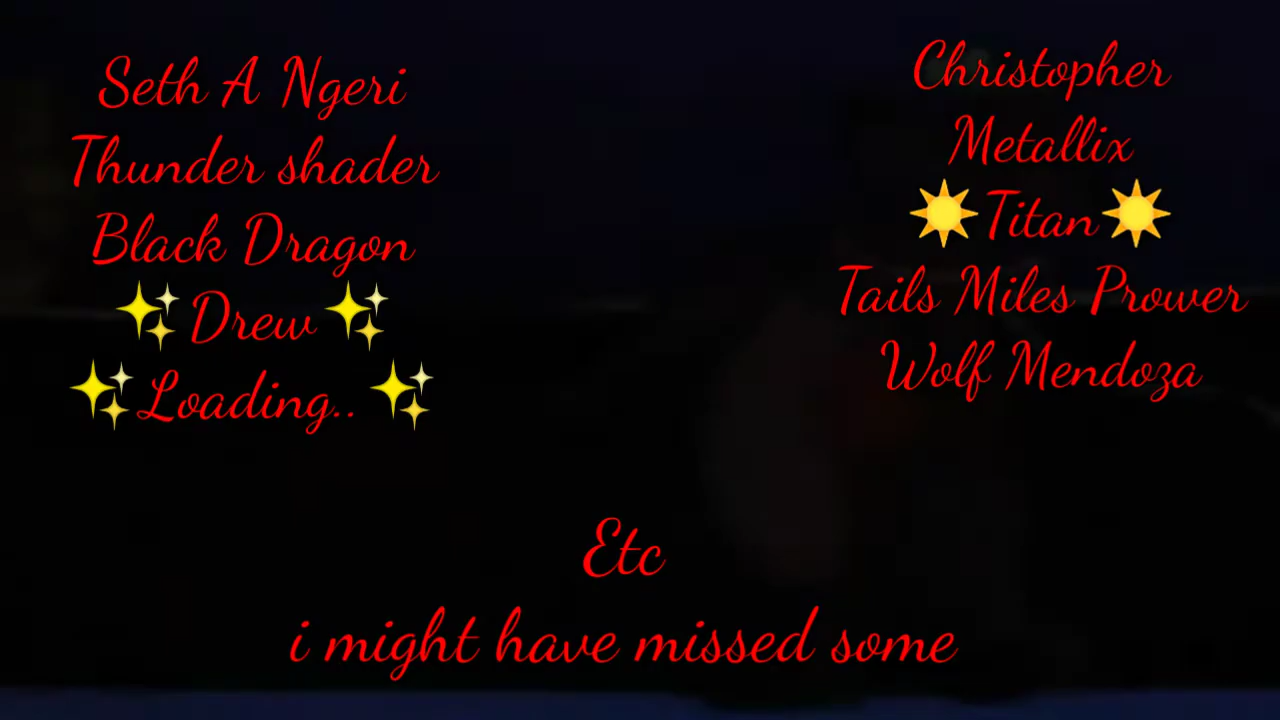 Seth A Ngeri
Thunder shader
Black Dragon
✨Drew✨
✨Loading..✨
Christopher
Metallix
☀Titan☀
Tails Miles Prower
Wolf Mendoza
Etc
i might have missed some